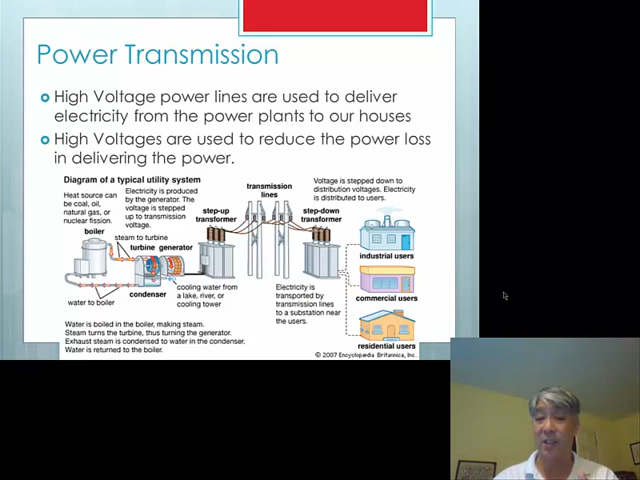 Power Transmission
High Voltage power lines are used to deliver
electricity from the power plants to our houses
High Voltages are used to reduce the power loss
in delivering the power.
Diagram of a typical utility system
Heat source can
be coal, oil,
natural gas, or
nuclear fission.
boiler
Electricity is produced
by the generator. The
voltage is stepped
up to transmission
voltage.
steam to turbine
turbine generator
step-up
transformer
transmission
lines
Voltage is stepped down to
distribution voltages. Electricity
is distributed to users.
step-down
transformer
industrial users
water to boiler
condenser
cooling water from
a lake, river, or
cooling tower
Electricity is
transported by
transmission lines
to a substation near
the users.
commercial users
residential users
Water is boiled in the boiler, making steam.
Steam turns the turbine, thus turning the generator.
Exhaust steam is condensed to water in the condenser.
Water is returned to the boiler.
© 2007 Encyclopædia Britannica, Inc.